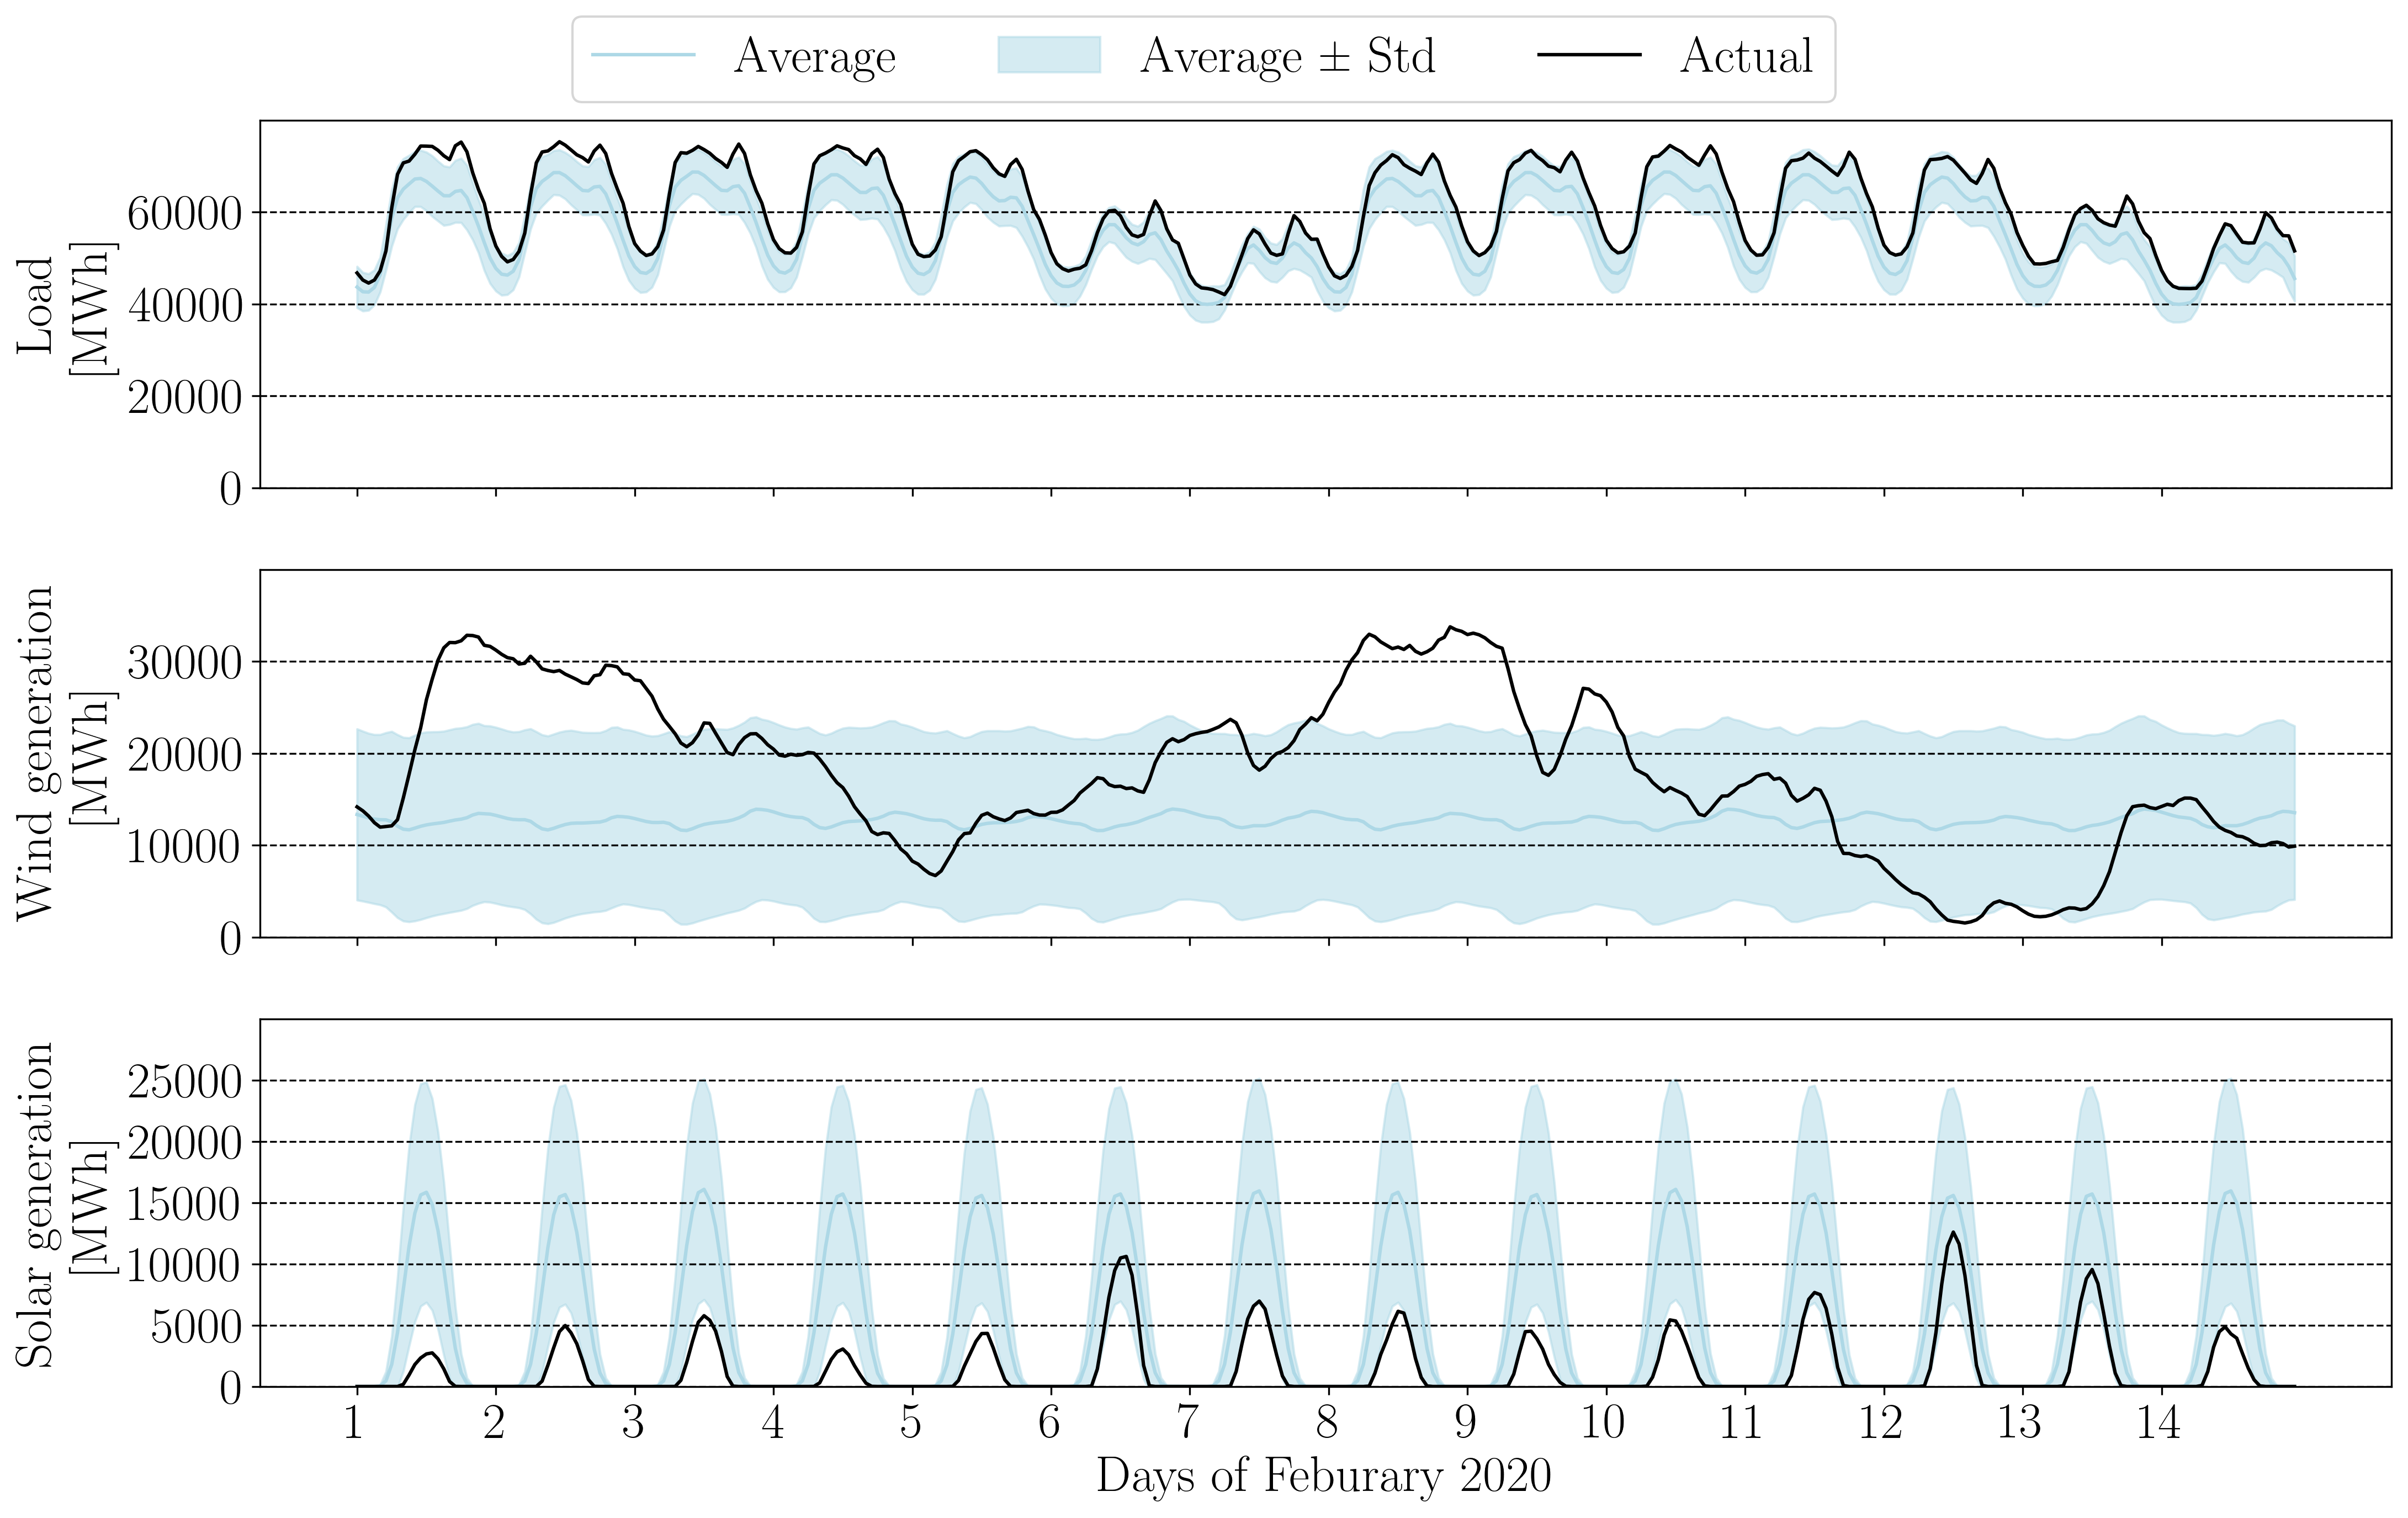 Average
Average ± Std
Actual
Load
[MWh]
60000
40000
20000
0
Wind generation
[MWh]
30000
20000
10000
0
Solar generation
[MWh]
25000
20000
15000
10000
5000
0
1 2 3 4 5 6 7 8 9 10 11 12 13 14
Days of Feburary 2020